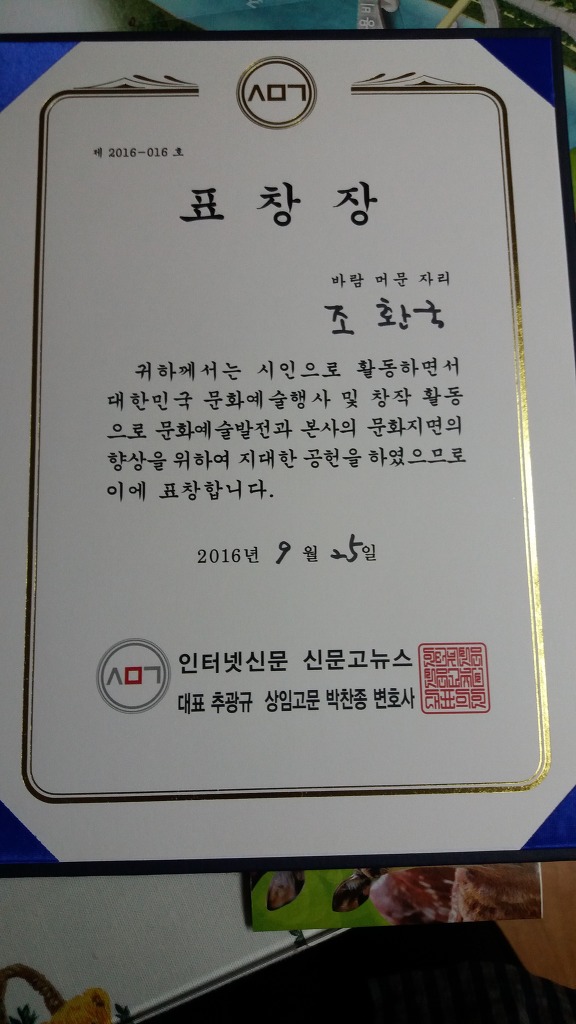 ㅅㅁㄱ
제 2016-016 호
표 창 장
바람 머문 자리
조 환국
귀하께서는 시인으로 활동하면서
대한민국 문화예술행사 및 창작 활동
으로 문화예술발전과 본사의 문화지면의
향상을 위하여 지대한 공헌을 하였으므로
이에 표창합니다.
2016년 9 월 25일
ㅅㅁㄱ
인터넷신문 신문고뉴스
대표 추광규 상임고문 박찬종 변호사